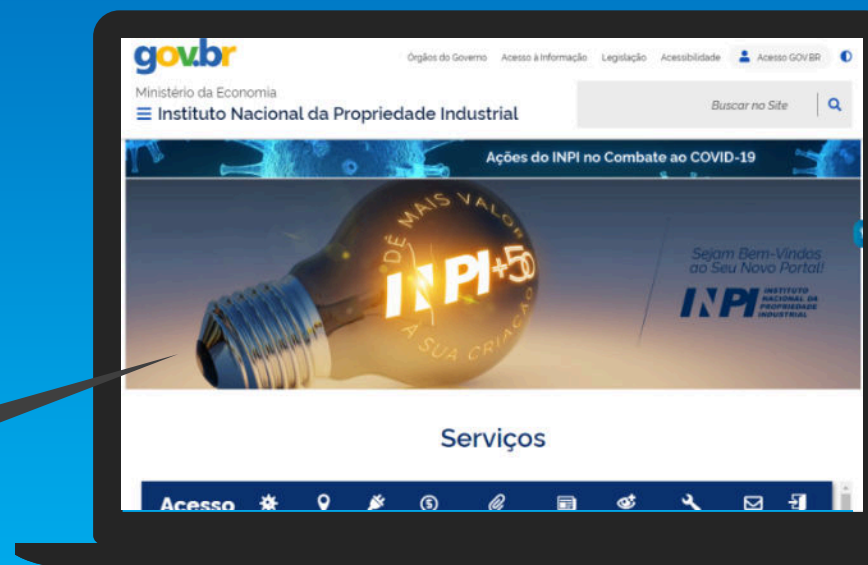 gov.br
Órgãos do Governo Acesso à Informação Legislação Acessibilidade Acesso GOV.BR
Ministério da Economia
Instituto Nacional da Propriedade Industrial
Buscar no Site
Ações do INPI no Combate ao COVID-19
DÊ MAIS VALOR
INPI+50
À SUA CRIAÇÃO
Sejam Bem-Vindos
ao Seu Novo Portal!
INPI INSTITUTO
NACIONAL DA
PROPRIEDADE
INDUSTRIAL
Serviços
Acesso